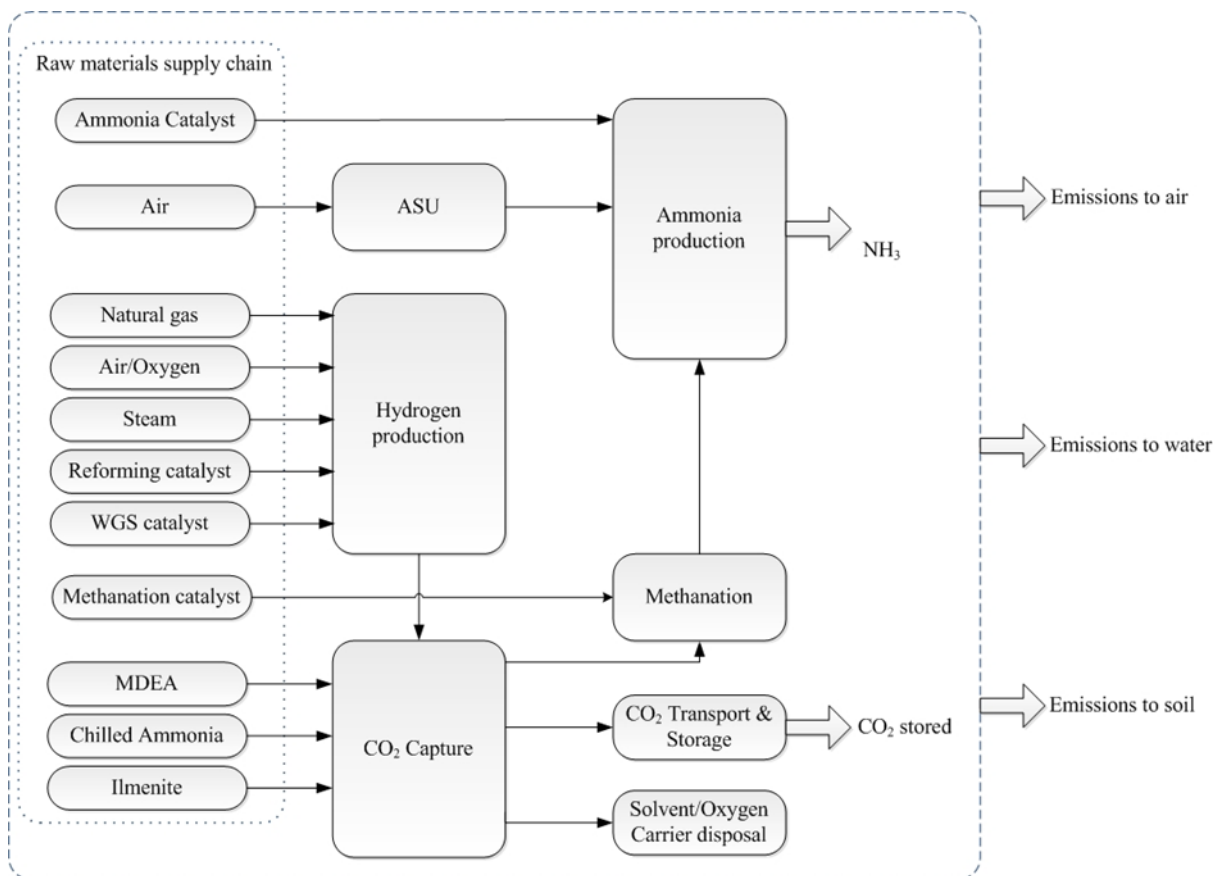 Raw materials supply chain
Ammonia Catalyst
Air
ASU
Ammonia
production
NH₃
Emissions to air
Natural gas
Air/Oxygen
Steam
Reforming catalyst
WGS catalyst
Hydrogen
production
Emissions to water
Methanation catalyst
Methanation
MDEA
Chilled Ammonia
Ilmenite
CO₂ Capture
CO₂ Transport &
Storage
CO₂ stored
Emissions to soil
Solvent/Oxygen
Carrier disposal